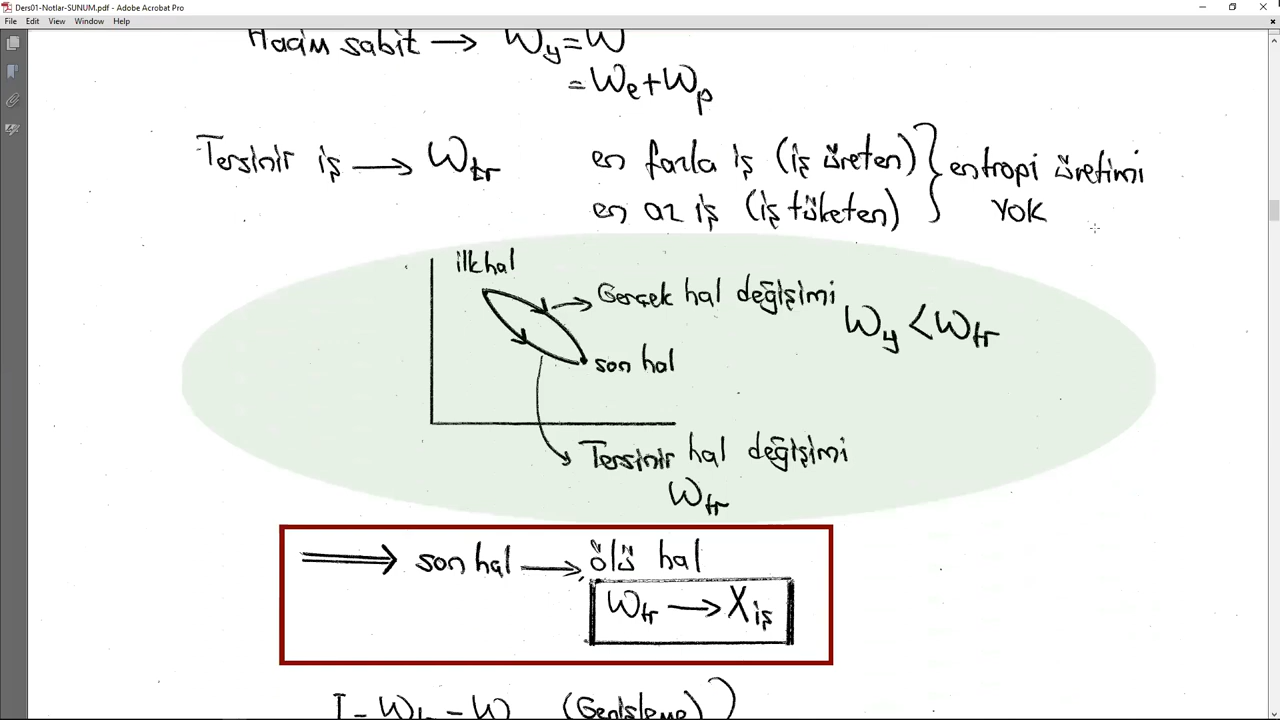 Ders01-Notlar-SUNUM.pdf - Adobe Acrobat Pro
File Edit View Window Help
Hacim sabit → Wy = W
= We + Wp
Tersinir iş → Wtr en fazla iş (iş üreten) } entropi üretimi
en az iş (iş tüketen) yok
ilk hal
Gerçek hal değişimi
Wy < Wtr
son hal
Tersinir hal değişimi
Wtr
⇒ son hal → ölü hal
Wtr → Xiş
(Genişleme)